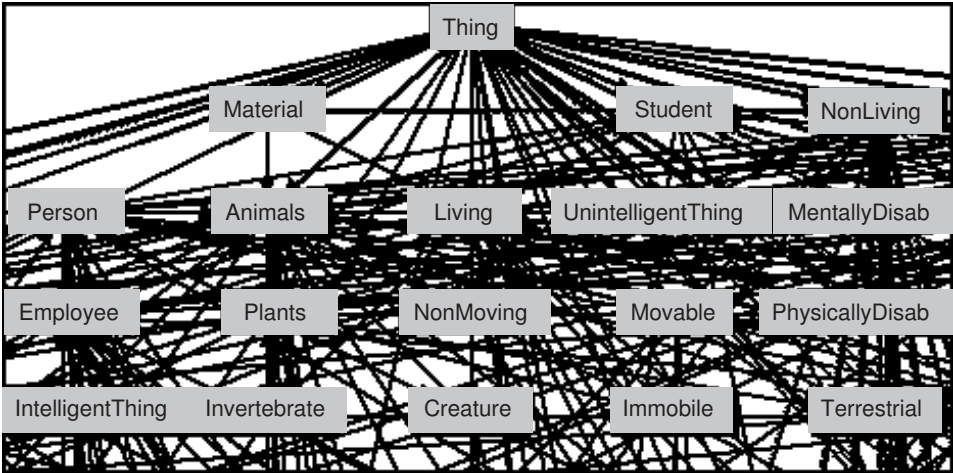 Thing
Material Student NonLiving
Person Animals Living UnintelligentThing MentallyDisab
Employee Plants NonMoving Movable PhysicallyDisab
IntelligentThing Invertebrate Creature Immobile Terrestrial